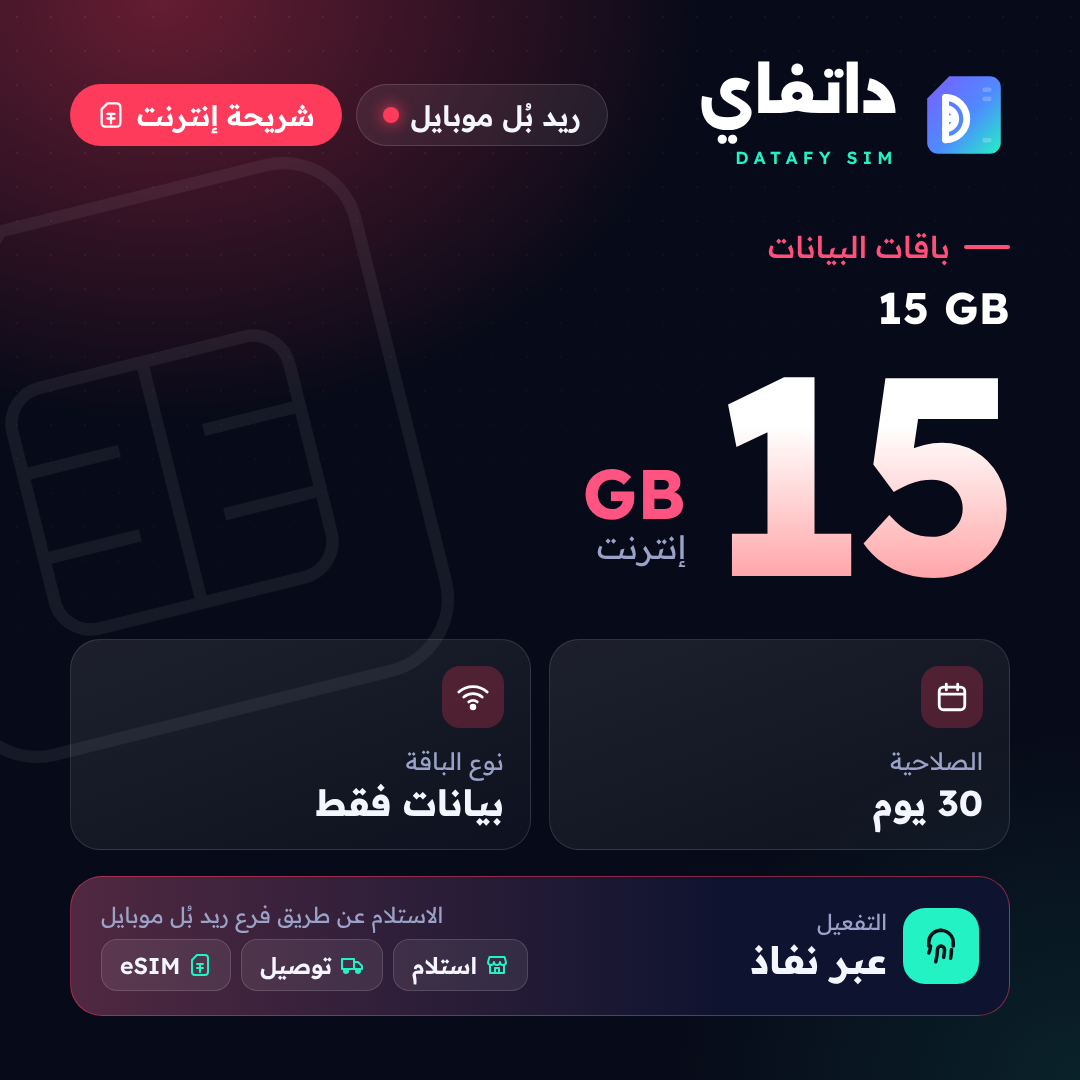 داتفاي
DATAFY SIM
ريد بُل موبايل
شريحة إنترنت
باقات البيانات
15 GB
15
GB
إنترنت
الصلاحية
30 يوم
نوع الباقة
بيانات فقط
التفعيل
عبر نفاذ
الاستلام عن طريق فرع ريد بُل موبايل
استلام
توصيل
eSIM